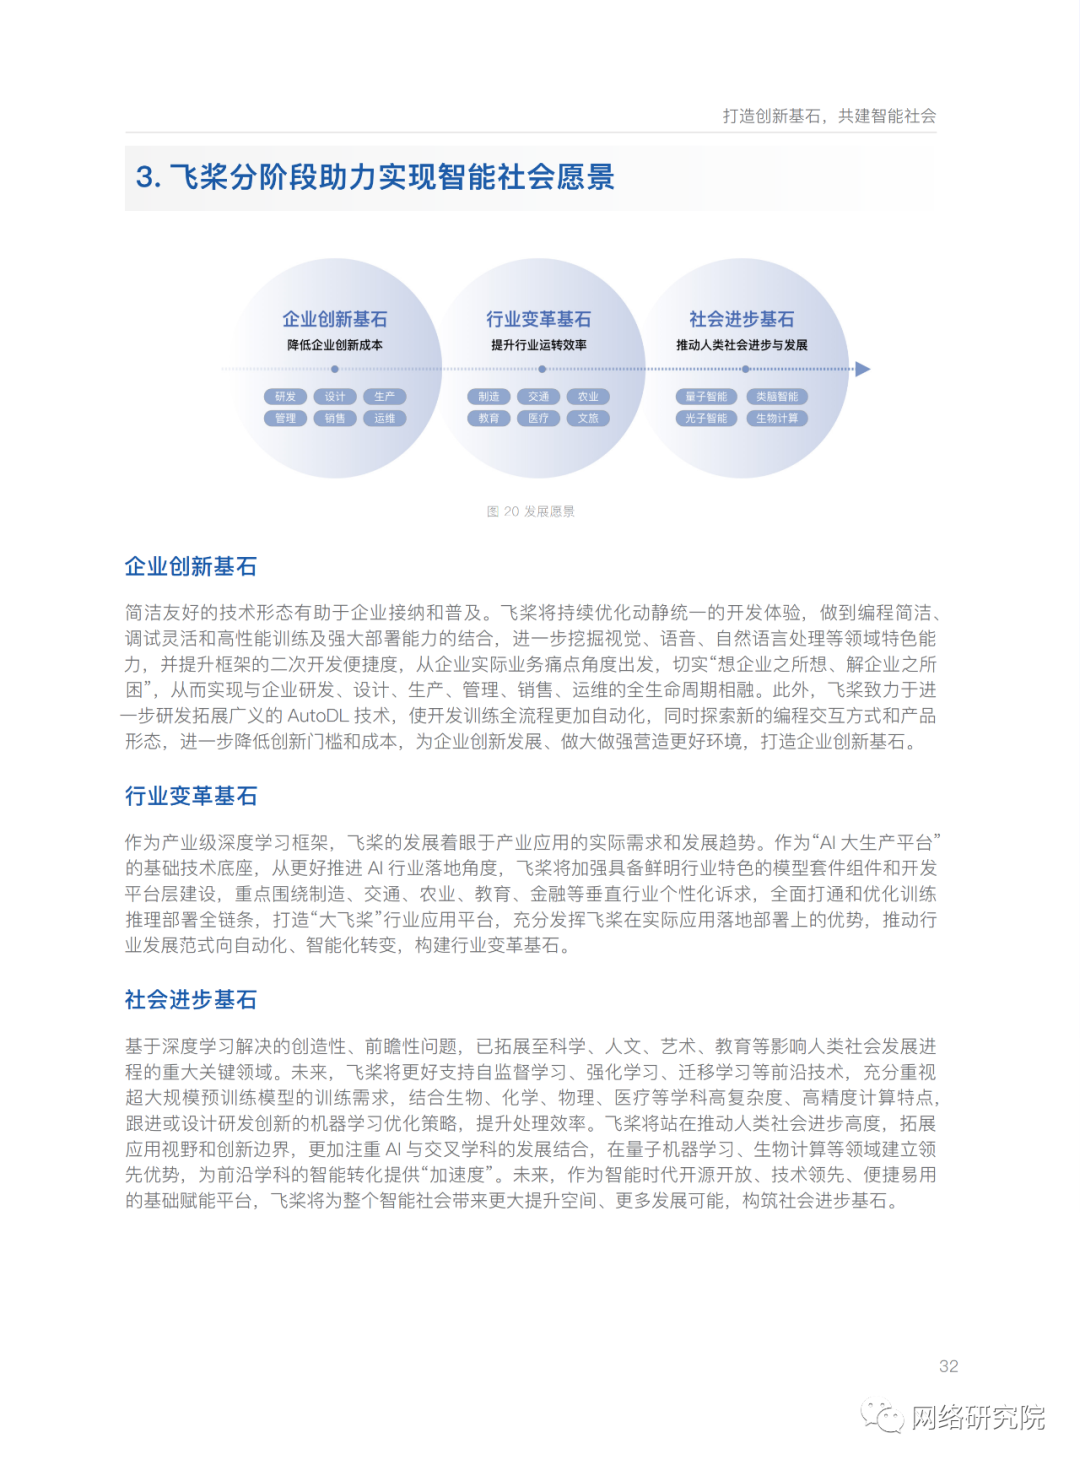 打造创新基石，共建智能社会
3. 飞桨分阶段助力实现智能社会愿景
企业创新基石 行业变革基石 社会进步基石
降低企业创新成本 提升行业运转效率 推动人类社会进步与发展
研发 设计 生产 制造 交通 农业 量子智能 类脑智能
管理 销售 运维 教育 医疗 文旅 光子智能 生物计算
图 20 发展愿景
企业创新基石
简洁友好的技术形态有助于企业接纳和普及。飞桨将持续优化动静统一的开发体验，做到编程简洁、
调试灵活和高性能训练及强大部署能力的结合，进一步挖掘视觉、语音、自然语言处理等领域特色能
力，并提升框架的二次开发便捷度，从企业实际业务痛点角度出发，切实“想企业之所想、解企业之所
困”，从而实现与企业研发、设计、生产、管理、销售、运维的全生命周期相融。此外，飞桨致力于进
一步研发拓展广义的 AutoDL 技术，使开发训练全流程更加自动化，同时探索新的编程交互方式和产品
形态，进一步降低创新门槛和成本，为企业创新发展、做大做强营造更好环境，打造企业创新基石。
行业变革基石
作为产业级深度学习框架，飞桨的发展着眼于产业应用的实际需求和发展趋势。作为“AI 大生产平台”
的基础技术底座，从更好推进 AI 行业落地角度，飞桨将加强具备鲜明行业特色的模型套件组件和开发
平台层建设，重点围绕制造、交通、农业、教育、金融等垂直行业个性化诉求，全面打通和优化训练
推理部署全链条，打造“大飞桨”行业应用平台，充分发挥飞桨在实际应用落地部署上的优势，推动行
业发展范式向自动化、智能化转变，构建行业变革基石。
社会进步基石
基于深度学习解决的创造性、前瞻性问题，已拓展至科学、人文、艺术、教育等影响人类社会发展进
程的重大关键领域。未来，飞桨将更好支持自监督学习、强化学习、迁移学习等前沿技术，充分重视
超大规模预训练模型的训练需求，结合生物、化学、物理、医疗等学科高复杂度、高精度计算特点，
跟进或设计研发创新的机器学习优化策略，提升处理效率。飞桨将站在推动人类社会进步高度，拓展
应用视野和创新边界，更加注重 AI 与交叉学科的发展结合，在量子机器学习、生物计算等领域建立领
先优势，为前沿学科的智能转化提供“加速度”。未来，作为智能时代开源开放、技术领先、便捷易用
的基础赋能平台，飞桨将为整个智能社会带来更大提升空间、更多发展可能，构筑社会进步基石。
32
网络研究院